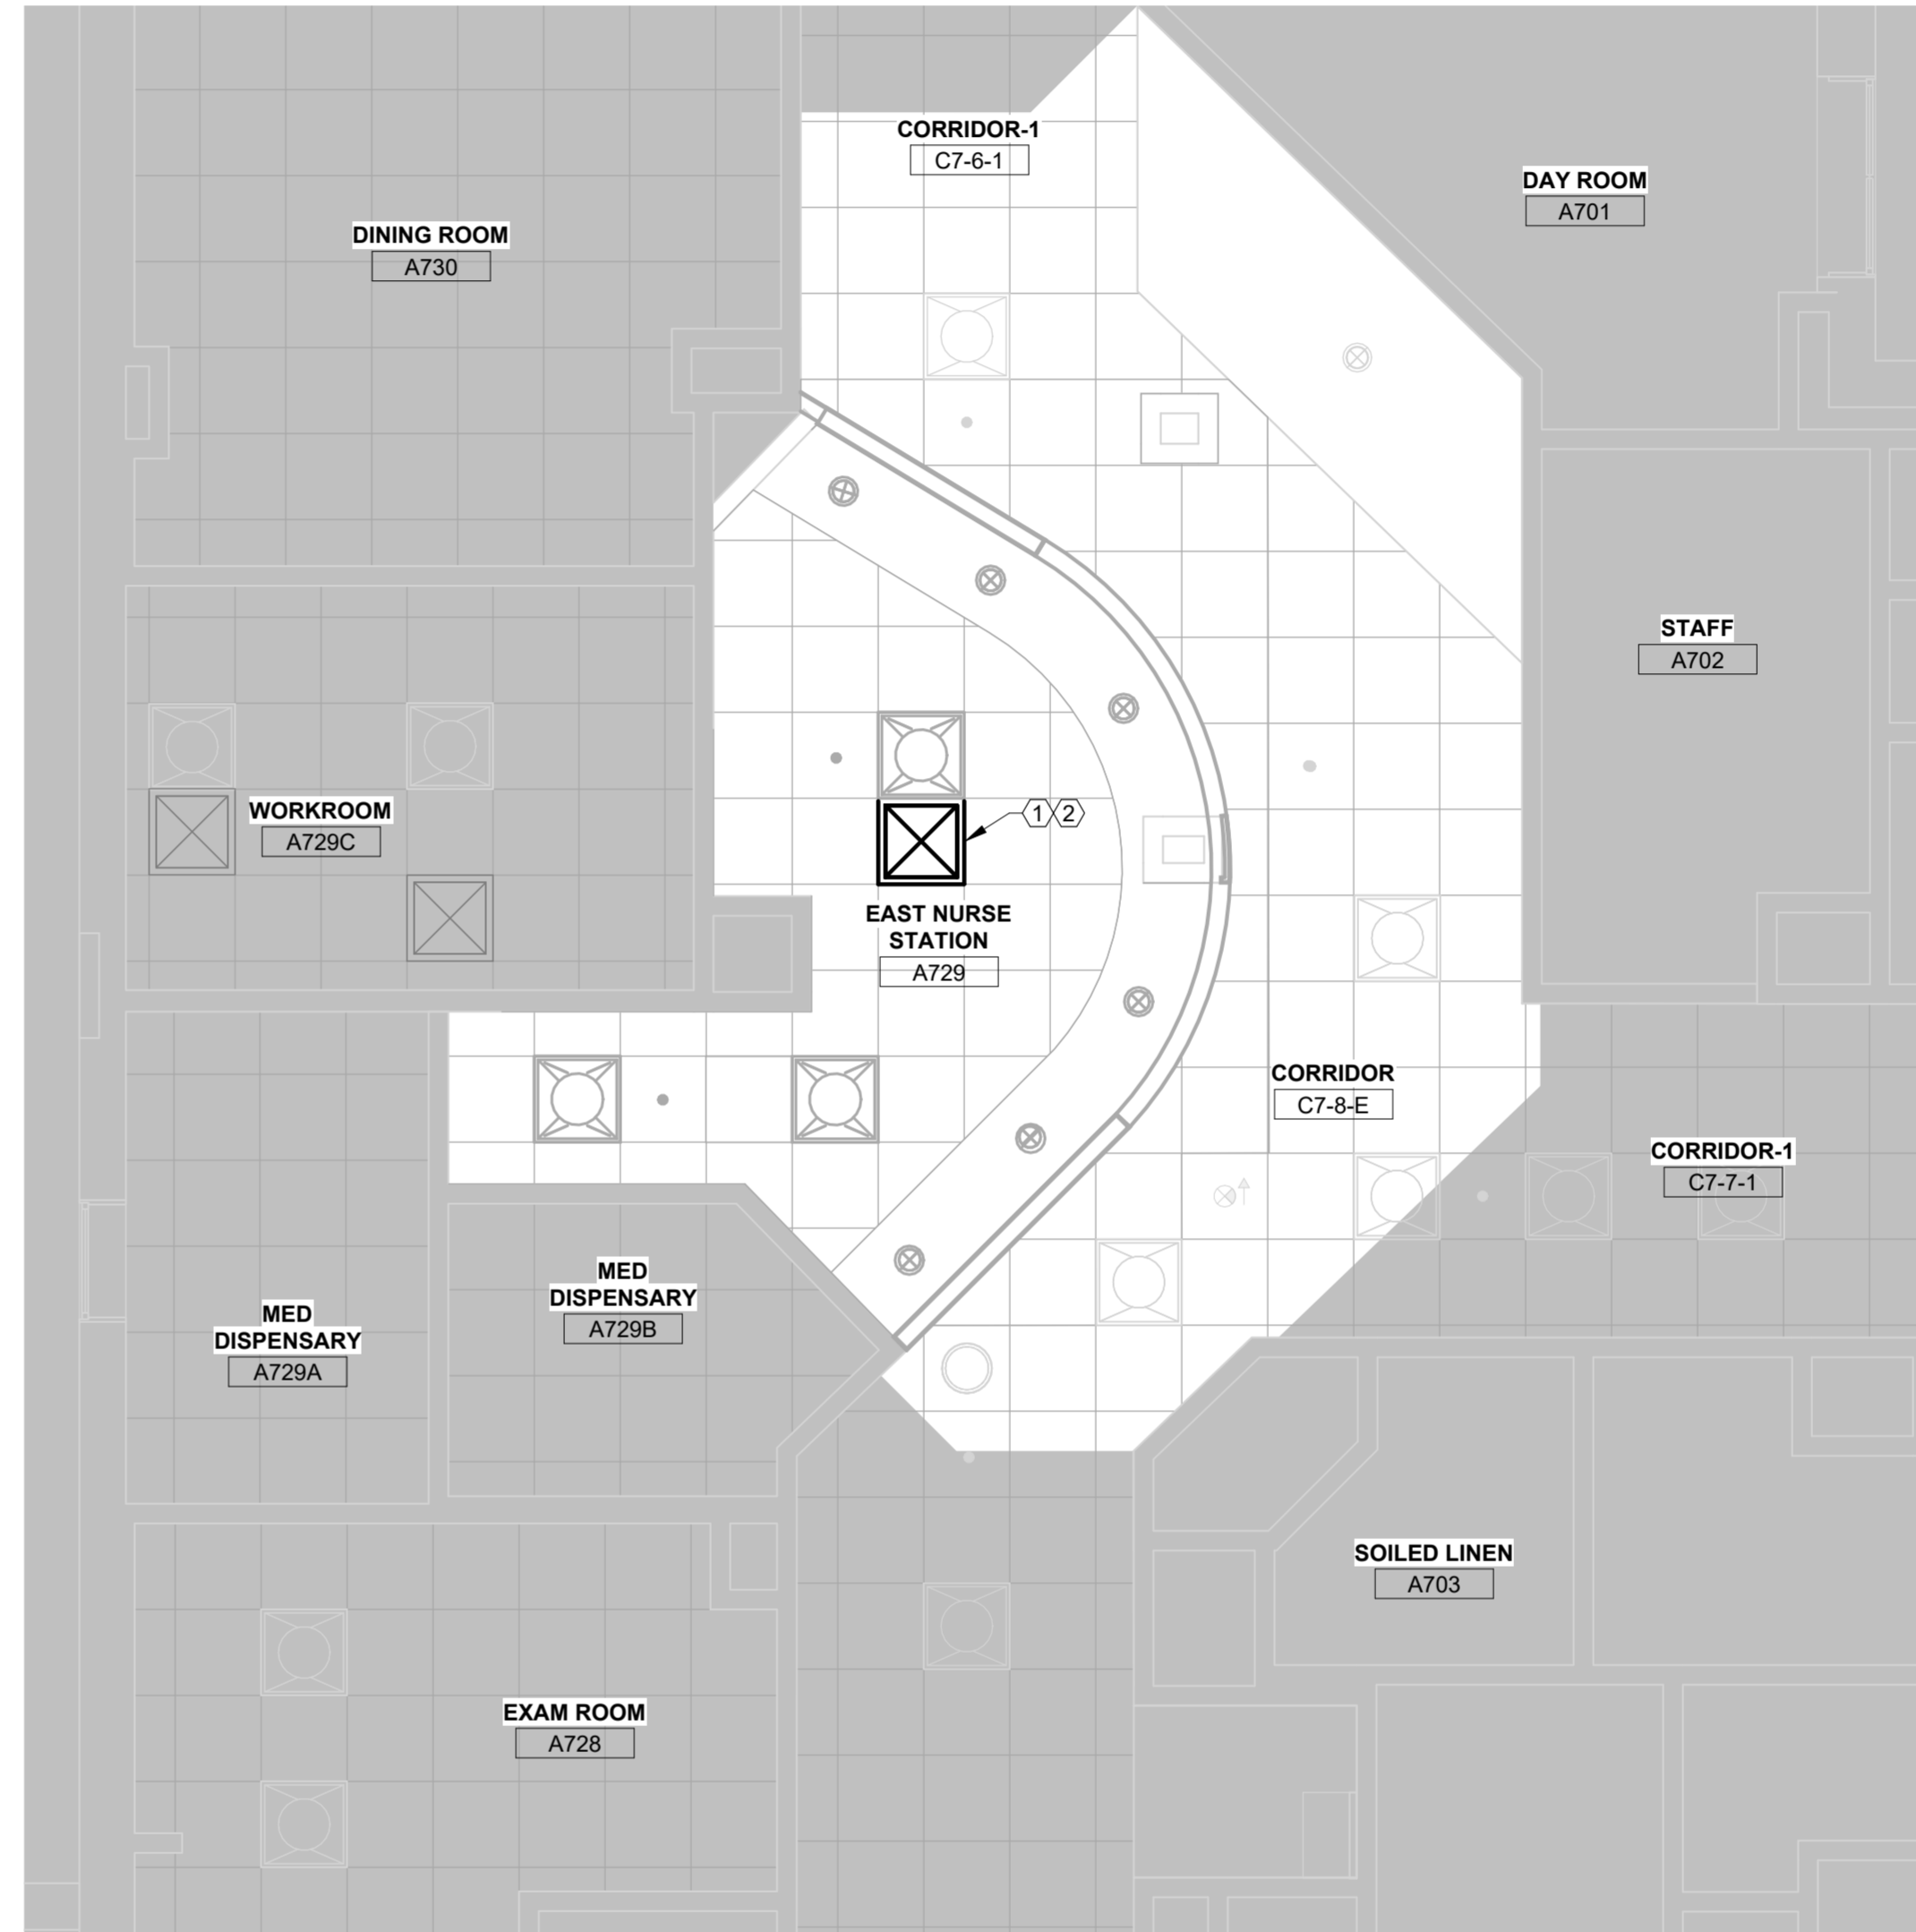 CORRIDOR-1
C7-6-1
DAY ROOM
A701
DINING ROOM
A730
STAFF
A702
WORKROOM
A729C
1 2
EAST NURSE
STATION
A729
CORRIDOR
C7-8-E
CORRIDOR-1
C7-7-1
MED
DISPENSARY
A729B
MED
DISPENSARY
A729A
SOILED LINEN
A703
EXAM ROOM
A728